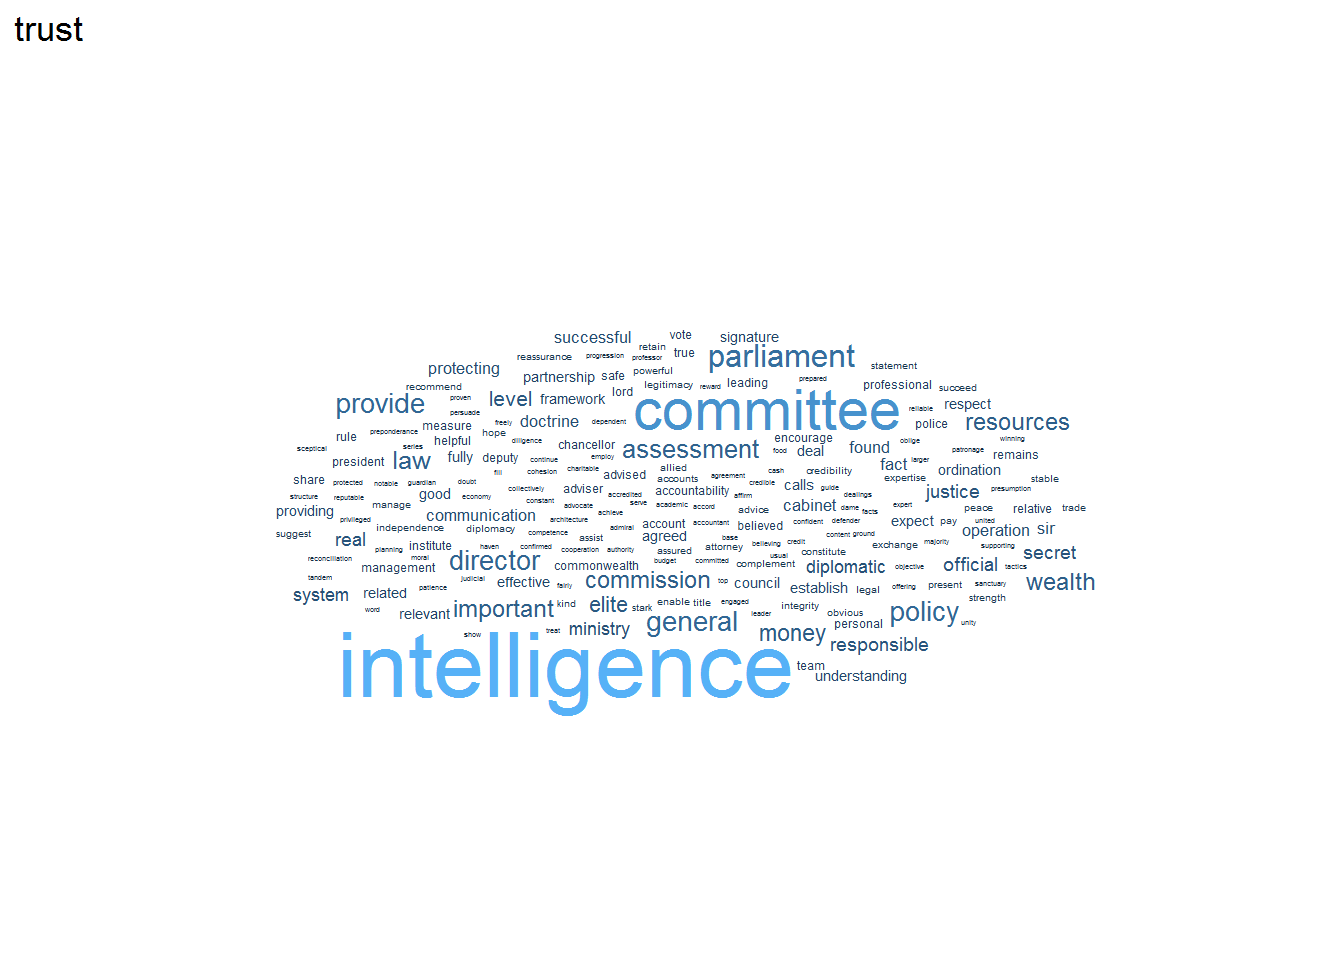 trust
successful vote signature
reassurance progression retain professor true parliament statement
protecting partnership safe powerful
recommend proven legitimacy reward leading prepared professional succeed
provide level framework lord committee reliable respect
persuade measure freely doctrine dependent police resources
rule preponderance series helpful hope diligence chancellor assessment encourage found oblige winning
sceptical president law fully deputy continue employ food deal fact larger patronage remains
share protected notable guardian doubt fill cohesion charitable advised allied accounts agreement cash credibility calls expertise ordination stable
structure reputable good economy collectively adviser accredited accountability credible guide dealings justice presumption
providing privileged manage communication constant advocate achieve serve academic accord affirm advice cabinet dame facts expert peace relative trade
suggest real independence diplomacy competence architecture admiral account accountant believed confident defender expect pay united operation sir
planning institute haven confirmed cooperation assist authority agreed assured base attorney believing credit usual content ground exchange majority supporting secret
reconciliation moral management director commonwealth budget committed complement constitute diplomatic objective official tactics
tandem patience judicial effective fairly commission top council establish legal offering present sanctuary wealth
system related important kind elite stark enable title engaged integrity obvious policy strength
word relevant ministry general leader money personal unity
show treat responsible
intelligence team understanding